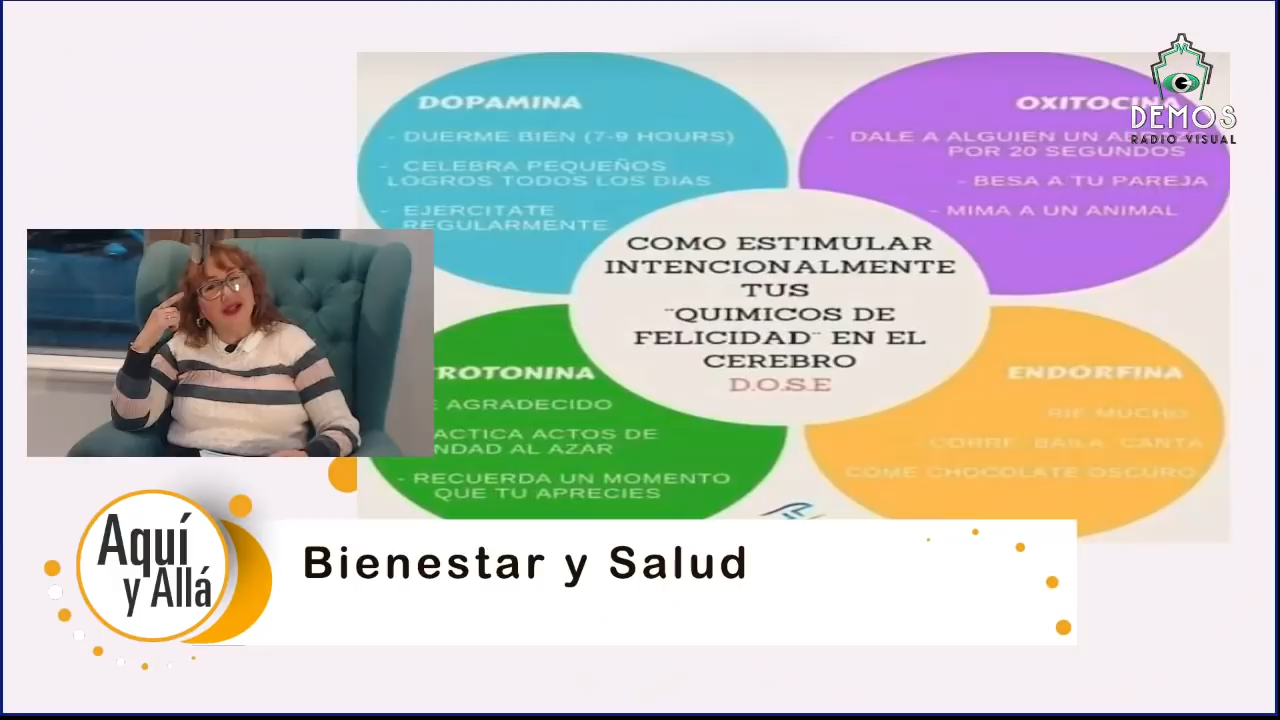 DOPAMINA
- DUERME BIEN (7-9 HOURS)
- CELEBRA PEQUEÑOS
LOGROS TODOS LOS DIAS
- EJERCITATE
REGULARMENTE
OXITOCINA
- DALE A ALGUIEN UN
POR 20 SEGUNDOS
- BESA A TU PAREJA
- MIMA A UN ANIMAL
DEMOS
RADIO VISUAL
COMO ESTIMULAR
INTENCIONALMENTE
TUS
¨QUIMICOS DE
FELICIDAD¨ EN EL
CEREBRO
D.O.S.E
ROTONINA
AGRADECIDO
ACTICA ACTOS DE
NDAD AL AZAR
- RECUERDA UN MOMENTO
QUE TU APRECIES
ENDORFINA
RIE MUCHO
CORRE, BAILA, CANTA
COME CHOCOLATE OSCURO
Aquí
y Allá
Bienestar y Salud